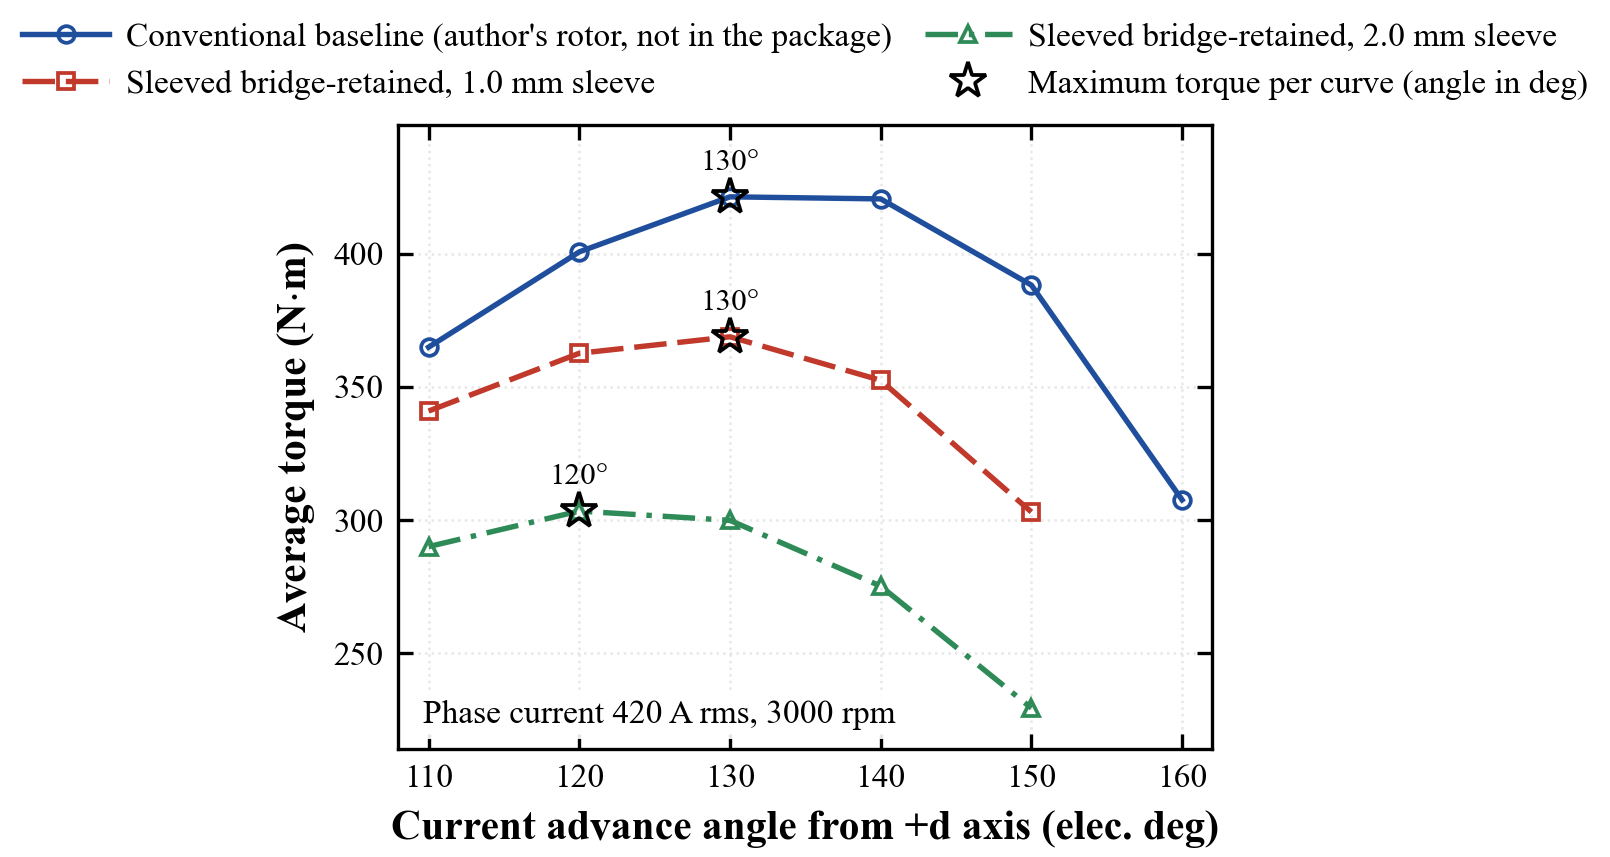 Conventional baseline (author's rotor, not in the package)
Sleeved bridge-retained, 1.0 mm sleeve
Sleeved bridge-retained, 2.0 mm sleeve
Maximum torque per curve (angle in deg)
130°
130°
120°
400
350
300
250
Average torque (N·m)
Phase current 420 A rms, 3000 rpm
110 120 130 140 150 160
Current advance angle from +d axis (elec. deg)